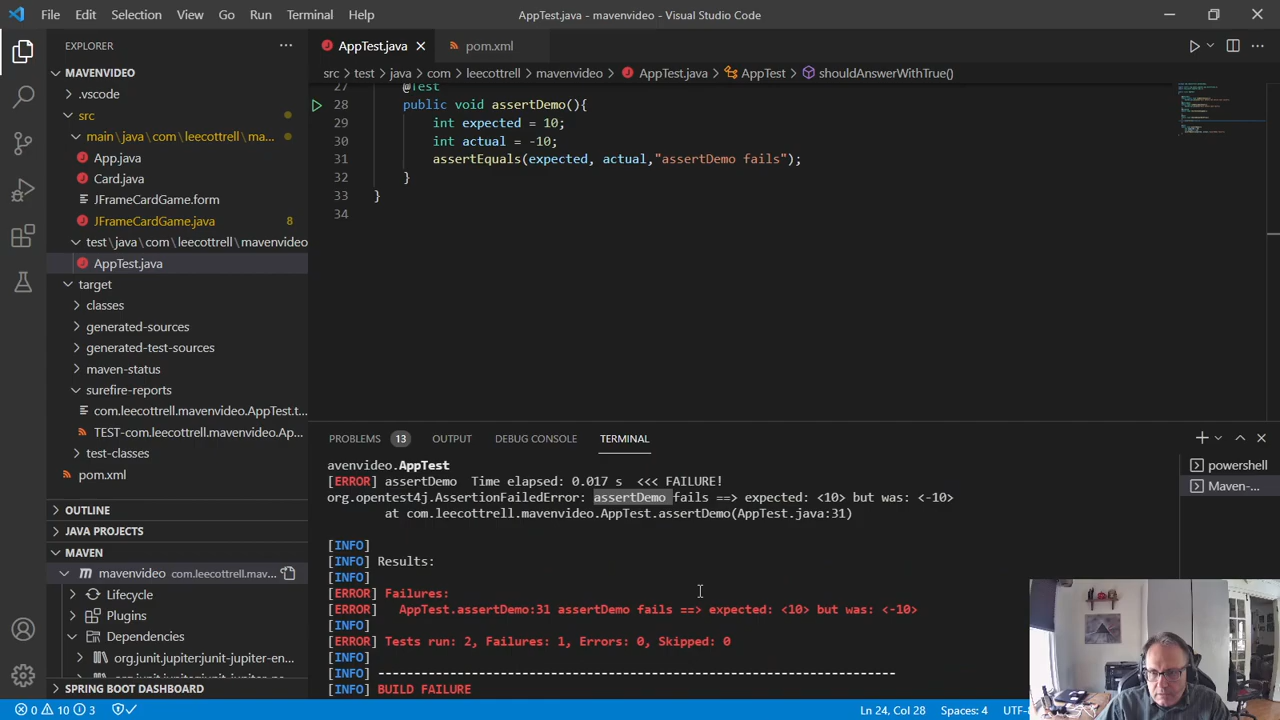 File Edit Selection View Go Run Terminal Help
AppTest.java - mavenvideo - Visual Studio Code
EXPLORER
AppTest.java
pom.xml
MAVENVIDEO
src > test > java > com > leecottrell > mavenvideo > AppTest.java > AppTest > shouldAnswerWithTrue()
.vscode
src
main\java\com\leecottrell\ma...
App.java
Card.java
JFrameCardGame.form
JFrameCardGame.java 8
test\java\com\leecottrell\mavenvideo
AppTest.java
target
classes
generated-sources
generated-test-sources
maven-status
surefire-reports
com.leecottrell.mavenvideo.AppTest.t...
TEST-com.leecottrell.mavenvideo.Ap...
test-classes
pom.xml
OUTLINE
JAVA PROJECTS
MAVEN
mavenvideo com.leecottrell.mav...
Lifecycle
Plugins
Dependencies
org.junit.jupiter:junit-jupiter-en...
SPRING BOOT DASHBOARD
27 @Test
28 public void assertDemo(){
29 int expected = 10;
30 int actual = -10;
31 assertEquals(expected, actual,"assertDemo fails");
32 }
33 }
34
PROBLEMS 13 OUTPUT DEBUG CONSOLE TERMINAL
powershell
Maven-...
avenvideo.AppTest
[ERROR] assertDemo Time elapsed: 0.017 s <<< FAILURE!
org.opentest4j.AssertionFailedError: assertDemo fails ==> expected: <10> but was: <-10>
at com.leecottrell.mavenvideo.AppTest.assertDemo(AppTest.java:31)
[INFO]
[INFO] Results:
[INFO]
[ERROR] Failures:
[ERROR] AppTest.assertDemo:31 assertDemo fails ==> expected: <10> but was: <-10>
[INFO]
[ERROR] Tests run: 2, Failures: 1, Errors: 0, Skipped: 0
[INFO]
[INFO] ------------------------------------------------------------------------
[INFO] BUILD FAILURE
0 10 3
Ln 24, Col 28 Spaces: 4 UTF-8